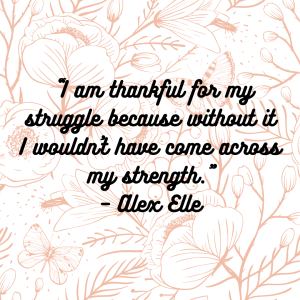 "I am thankful for my
struggle because without it
I wouldn't have come across
my strength."
- Alex Elle